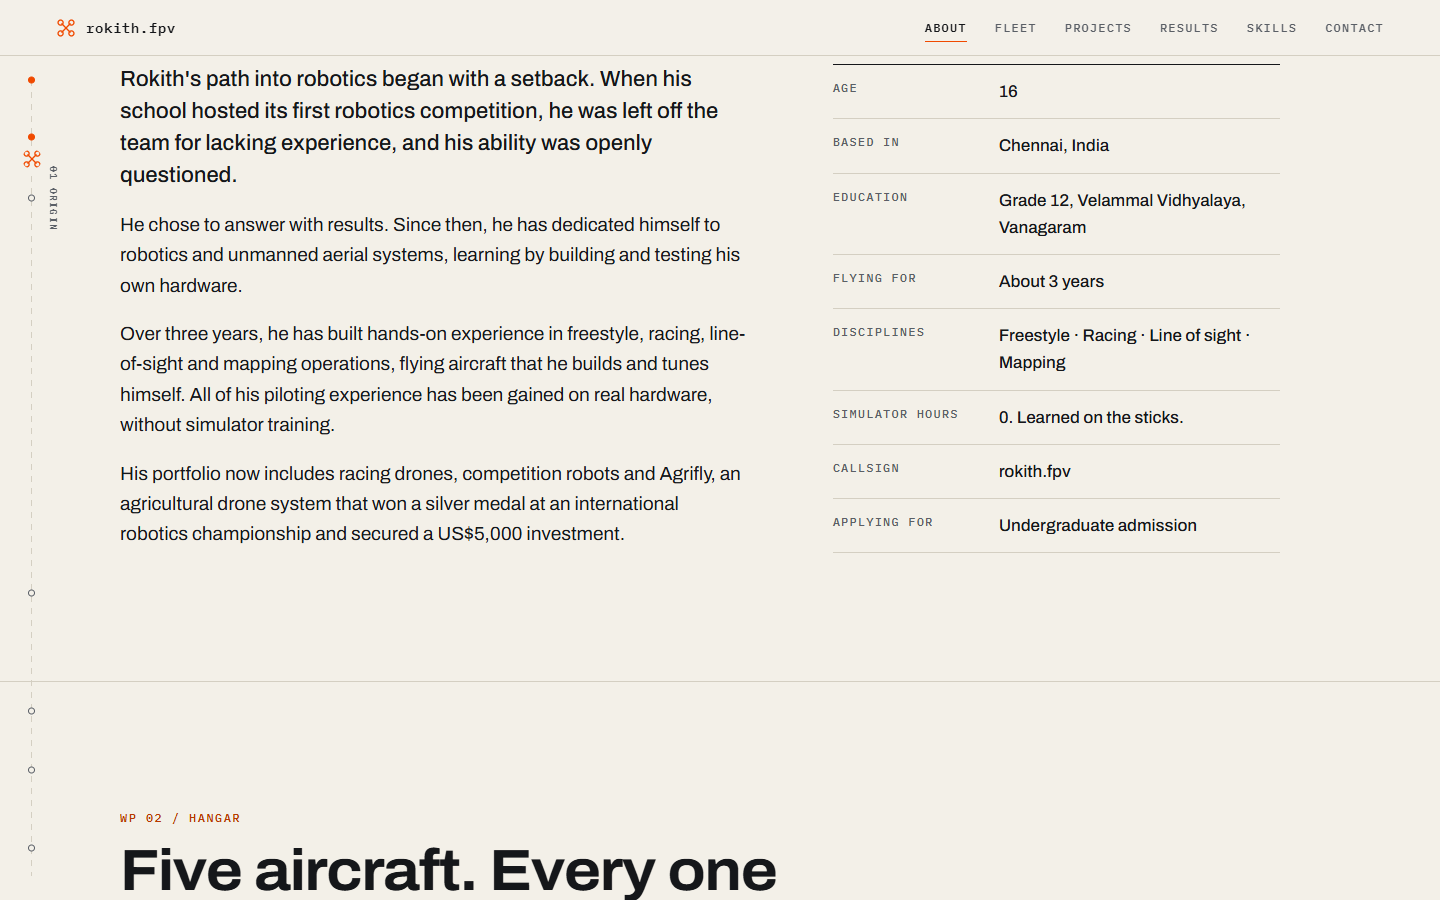 rokith.fpv
ABOUT FLEET PROJECTS RESULTS SKILLS CONTACT
01 ORIGIN
Rokith's path into robotics began with a setback. When his
school hosted its first robotics competition, he was left off the
team for lacking experience, and his ability was openly
questioned.
He chose to answer with results. Since then, he has dedicated himself to
robotics and unmanned aerial systems, learning by building and testing his
own hardware.
Over three years, he has built hands-on experience in freestyle, racing, line-
of-sight and mapping operations, flying aircraft that he builds and tunes
himself. All of his piloting experience has been gained on real hardware,
without simulator training.
His portfolio now includes racing drones, competition robots and Agrifly, an
agricultural drone system that won a silver medal at an international
robotics championship and secured a US$5,000 investment.
AGE 16
BASED IN Chennai, India
EDUCATION Grade 12, Velammal Vidhyalaya,
Vanagaram
FLYING FOR About 3 years
DISCIPLINES Freestyle · Racing · Line of sight ·
Mapping
SIMULATOR HOURS 0. Learned on the sticks.
CALLSIGN rokith.fpv
APPLYING FOR Undergraduate admission
WP 02 / HANGAR
Five aircraft. Every one